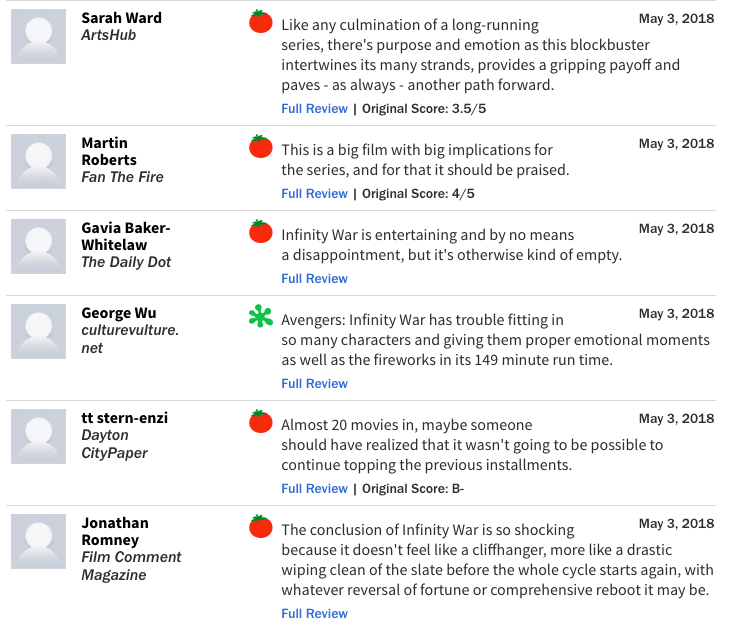 Sarah Ward
ArtsHub
Like any culmination of a long-running
May 3, 2018
series, there's purpose and emotion as this blockbuster
intertwines its many strands, provides a gripping payoff and
paves - as always - another path forward.
Full Review | Original Score: 3.5/5
Martin
Roberts
Fan The Fire
This is a big film with big implications for
May 3, 2018
the series, and for that it should be praised.
Full Review | Original Score: 4/5
Gavia Baker-
Whitelaw
The Daily Dot
Infinity War is entertaining and by no means
May 3, 2018
a disappointment, but it's otherwise kind of empty.
Full Review
George Wu
culturevulture.
net
Avengers: Infinity War has trouble fitting in
May 3, 2018
so many characters and giving them proper emotional moments
as well as the fireworks in its 149 minute run time.
Full Review
tt stern-enzi
Dayton
CityPaper
Almost 20 movies in, maybe someone
May 3, 2018
should have realized that it wasn't going to be possible to
continue topping the previous installments.
Full Review | Original Score: B-
Jonathan
Romney
Film Comment
Magazine
The conclusion of Infinity War is so shocking
May 3, 2018
because it doesn't feel like a cliffhanger, more like a drastic
wiping clean of the slate before the whole cycle starts again, with
whatever reversal of fortune or comprehensive reboot it may be.
Full Review